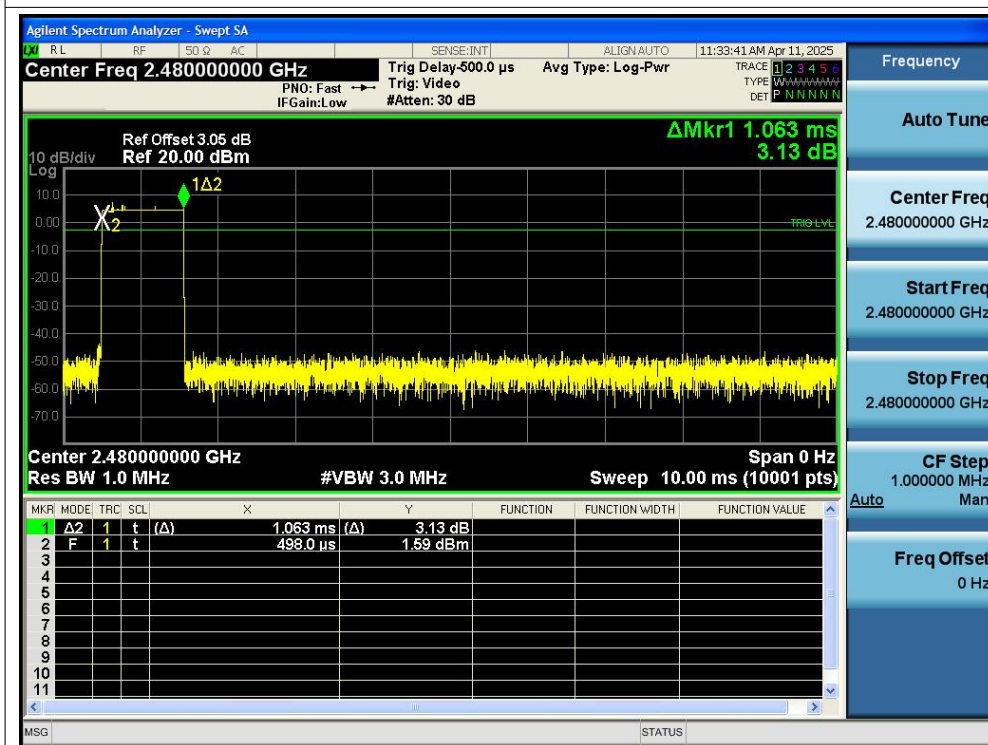 Agilent Spectrum Analyzer - Swept SA
LXI RL RF 50 Ω AC SENSE:INT ALIGN AUTO 11:33:41 AM Apr 11, 2025
Center Freq 2.480000000 GHz
PNO: Fast
IFGain:Low
Trig Delay-500.0 µs
Trig: Video
#Atten: 30 dB
Avg Type: Log-Pwr
TRACE 1 2 3 4 5 6
TYPE WWWWWW
DET P N N N N N
ΔMkr1 1.063 ms
3.13 dB
Ref Offset 3.05 dB
10 dB/div Ref 20.00 dBm
Log
10.0
0.00
-10.0
-20.0
-30.0
-40.0
-50.0
-60.0
-70.0
1Δ2
X2
TRIG LVL
Center 2.480000000 GHz Span 0 Hz
Res BW 1.0 MHz #VBW 3.0 MHz Sweep 10.00 ms (10001 pts)
MKR MODE TRC SCL X Y FUNCTION FUNCTION WIDTH FUNCTION VALUE
1 Δ2 1 t (Δ) 1.063 ms (Δ) 3.13 dB
2 F 1 t 498.0 µs 1.59 dBm
3
4
5
6
7
8
9
10
11
MSG STATUS
Frequency
Auto Tune
Center Freq
2.480000000 GHz
Start Freq
2.480000000 GHz
Stop Freq
2.480000000 GHz
CF Step
1.000000 MHz
Auto Man
Freq Offset
0 Hz